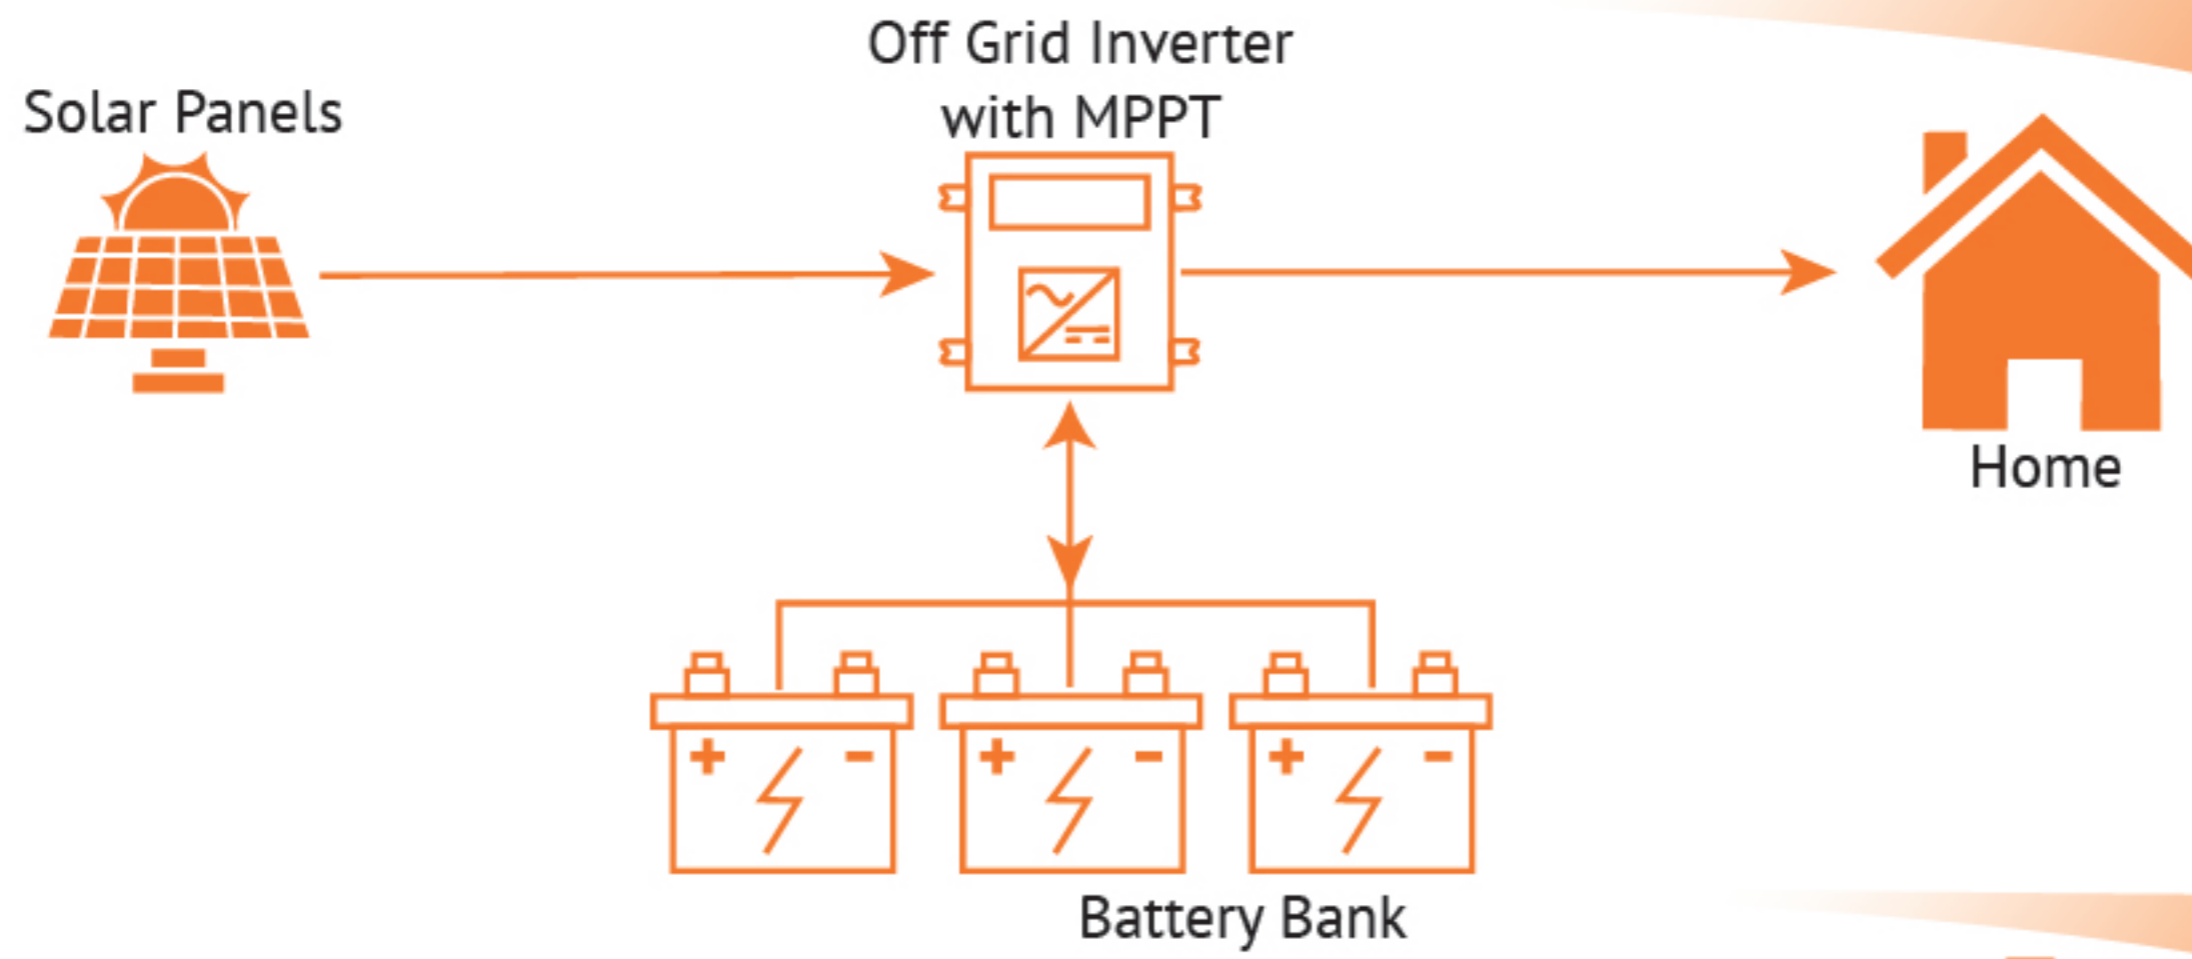 Off Grid Inverter
with MPPT
Solar Panels
Home
+ - + - + -
Battery Bank